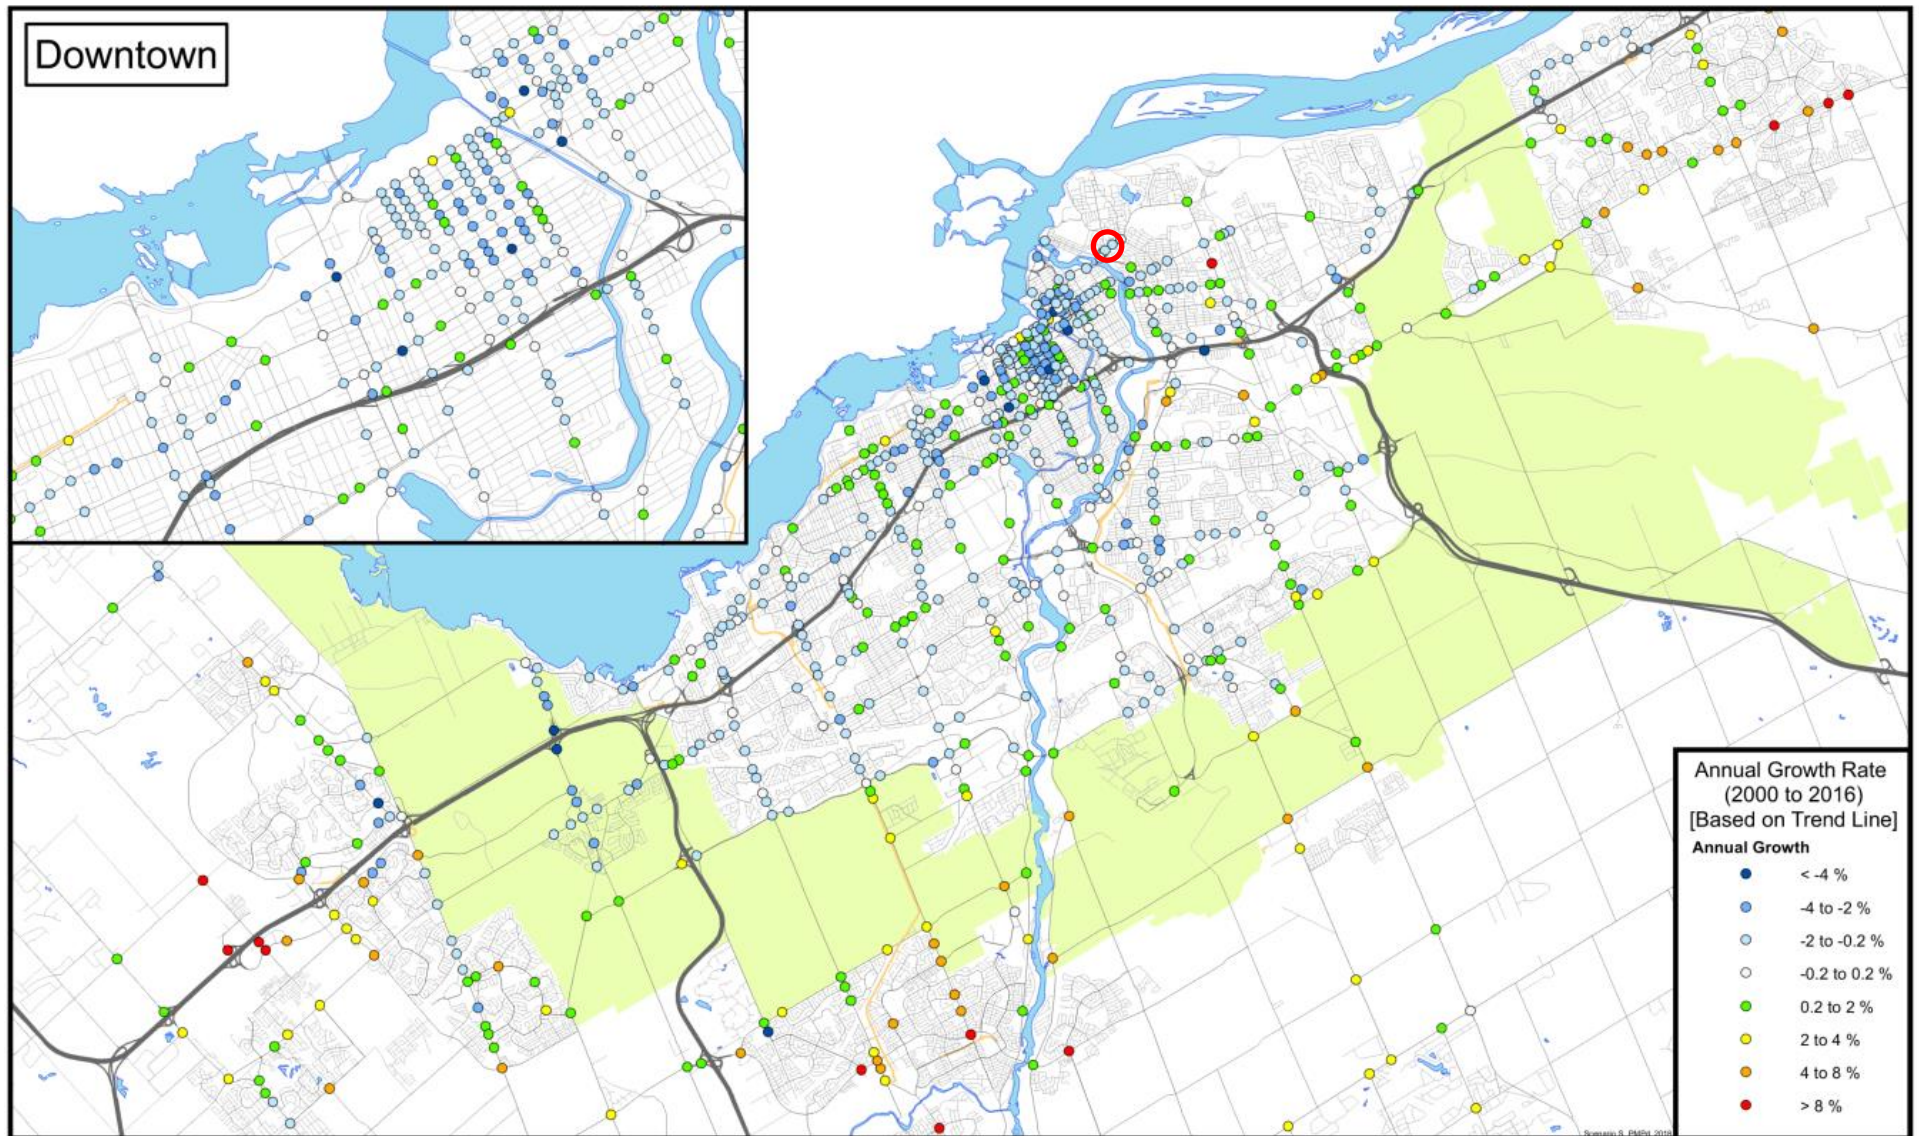 Downtown
Annual Growth Rate
(2000 to 2016)
[Based on Trend Line]
Annual Growth
< -4 %
-4 to -2 %
-2 to -0.2 %
-0.2 to 0.2 %
0.2 to 2 %
2 to 4 %
4 to 8 %
> 8 %